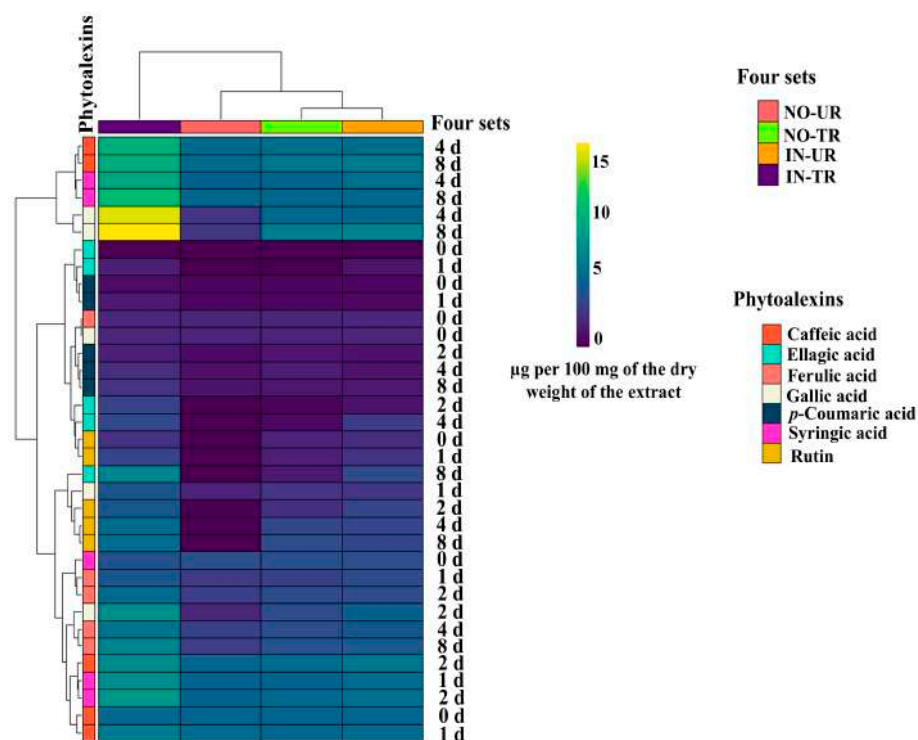 Phytoalexins
Four sets
4 d
8 d
4 d
8 d
4 d
8 d
0 d
1 d
0 d
1 d
0 d
0 d
2 d
4 d
8 d
2 d
4 d
0 d
1 d
8 d
1 d
2 d
4 d
8 d
0 d
1 d
2 d
2 d
4 d
8 d
2 d
1 d
2 d
0 d
1 d
15
10
5
0
µg per 100 mg of the dry
weight of the extract
Four sets
NO-UR
NO-TR
IN-UR
IN-TR
Phytoalexins
Caffeic acid
Ellagic acid
Ferulic acid
Gallic acid
p-Coumaric acid
Syringic acid
Rutin